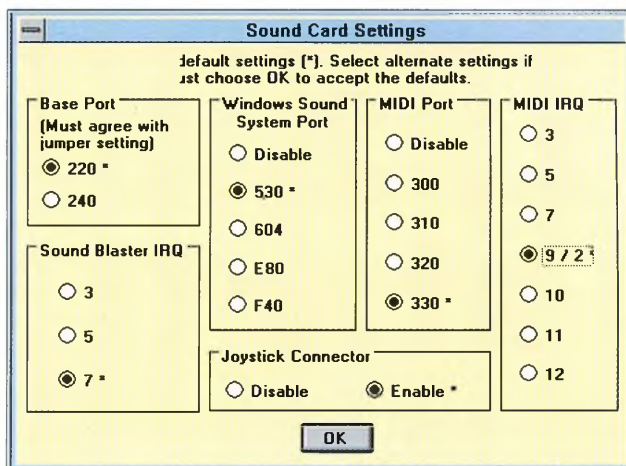 Sound Card Settings
default settings (*). Select alternate settings if
choose OK to accept the defaults.
Base Port
(Must agree with
jumper setting)
220 *
240
Sound Blaster IRQ
3
5
7 *
Windows Sound
System Port
Disable
530 *
604
E80
F40
MIDI Port
Disable
300
310
320
330 *
MIDI IRQ
3
5
7
9 / 2 *
10
11
12
Joystick Connector
Disable
Enable *
OK